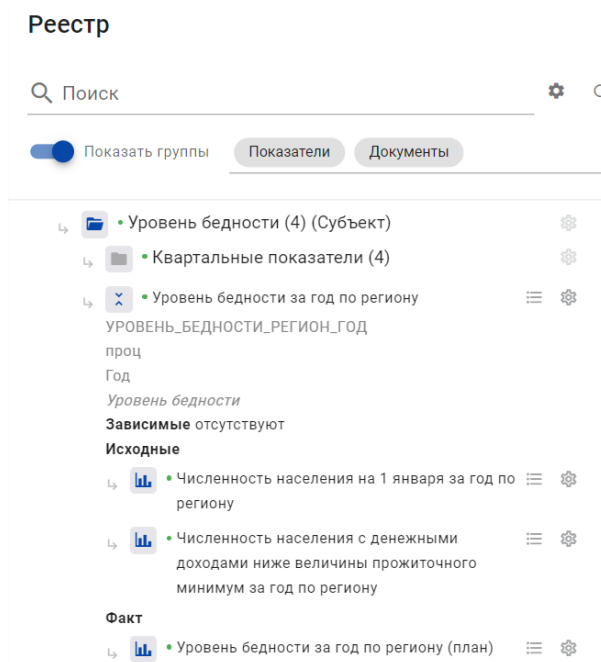 Реестр
Поиск
Показать группы Показатели Документы
• Уровень бедности (4) (Субъект)
• Квартальные показатели (4)
• Уровень бедности за год по региону
УРОВЕНЬ_БЕДНОСТИ_РЕГИОН_ГОД
проц
Год
Уровень бедности
Зависимые отсутствуют
Исходные
• Численность населения на 1 января за год по
региону
• Численность населения с денежными
доходами ниже величины прожиточного
минимум за год по региону
Факт
• Уровень бедности за год по региону (план)